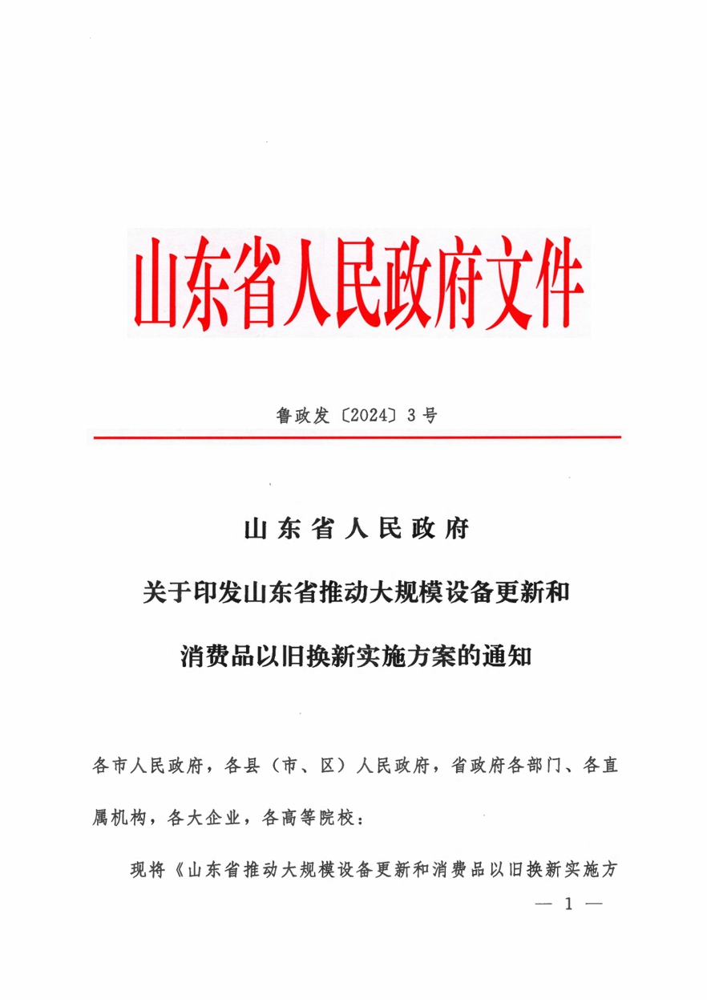 山东省人民政府文件
鲁政发〔2024〕3号
山东省人民政府
关于印发山东省推动大规模设备更新和
消费品以旧换新实施方案的通知
各市人民政府，各县（市、区）人民政府，省政府各部门、各直
属机构，各大企业，各高等院校：
现将《山东省推动大规模设备更新和消费品以旧换新实施方
— 1 —